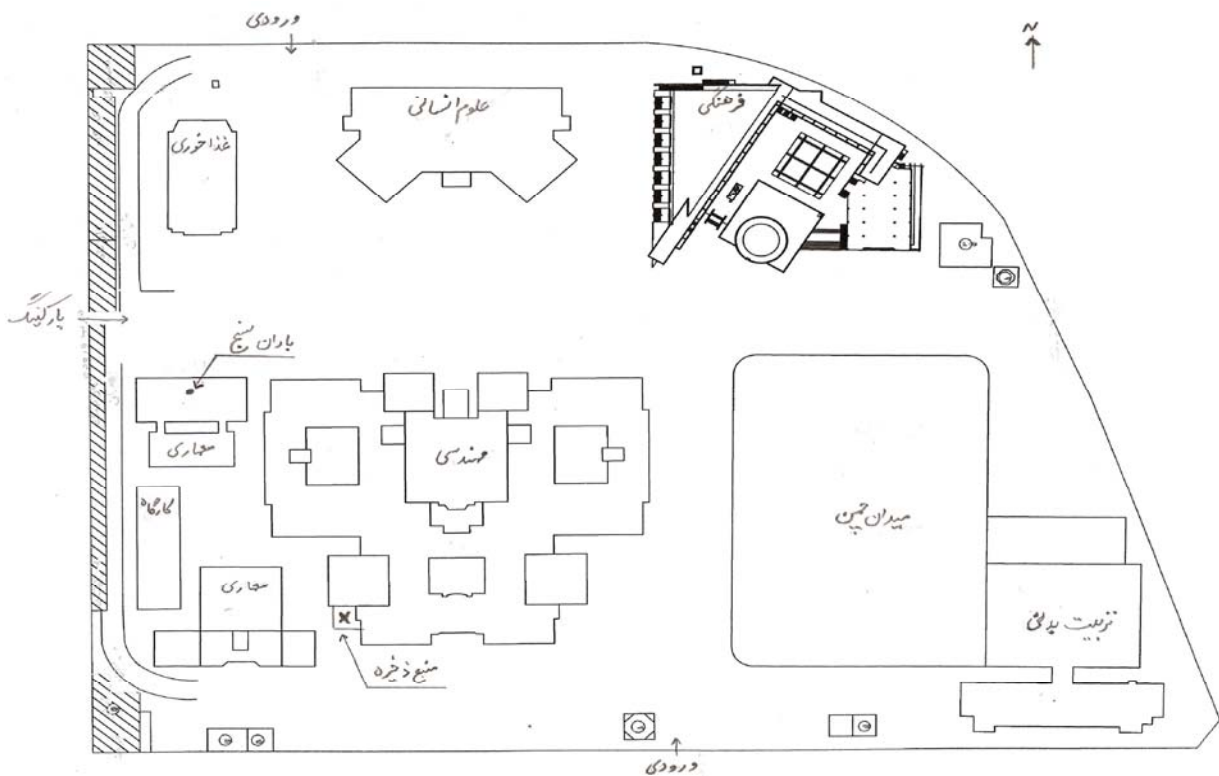 ورودی
N
فرهنگی
علوم انسانی
غذاخوری
پارکینگ
باران سنج
معماری
مهندسی
کارگاه
میدان چمن
معماری
تربیت بدنی
منبع ذخیره
ورودی